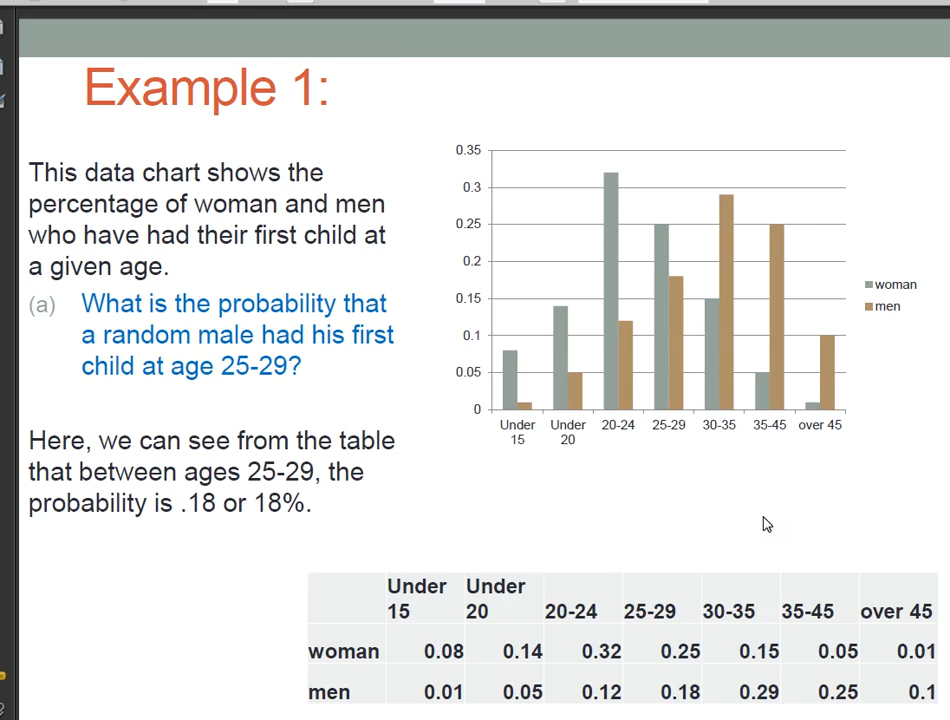 Example 1:
This data chart shows the
percentage of woman and men
who have had their first child at
a given age.
(a) What is the probability that
a random male had his first
child at age 25-29?
Here, we can see from the table
that between ages 25-29, the
probability is .18 or 18%.
0.35
0.3
0.25
0.2
0.15
0.1
0.05
0
Under 20-24 25-29 30-35 35-45 over 45
15
Under
20
woman
men
Under Under
15 20 20-24 25-29 30-35 35-45 over 45
woman 0.08 0.14 0.32 0.25 0.15 0.05 0.01
men 0.01 0.05 0.12 0.18 0.29 0.25 0.1